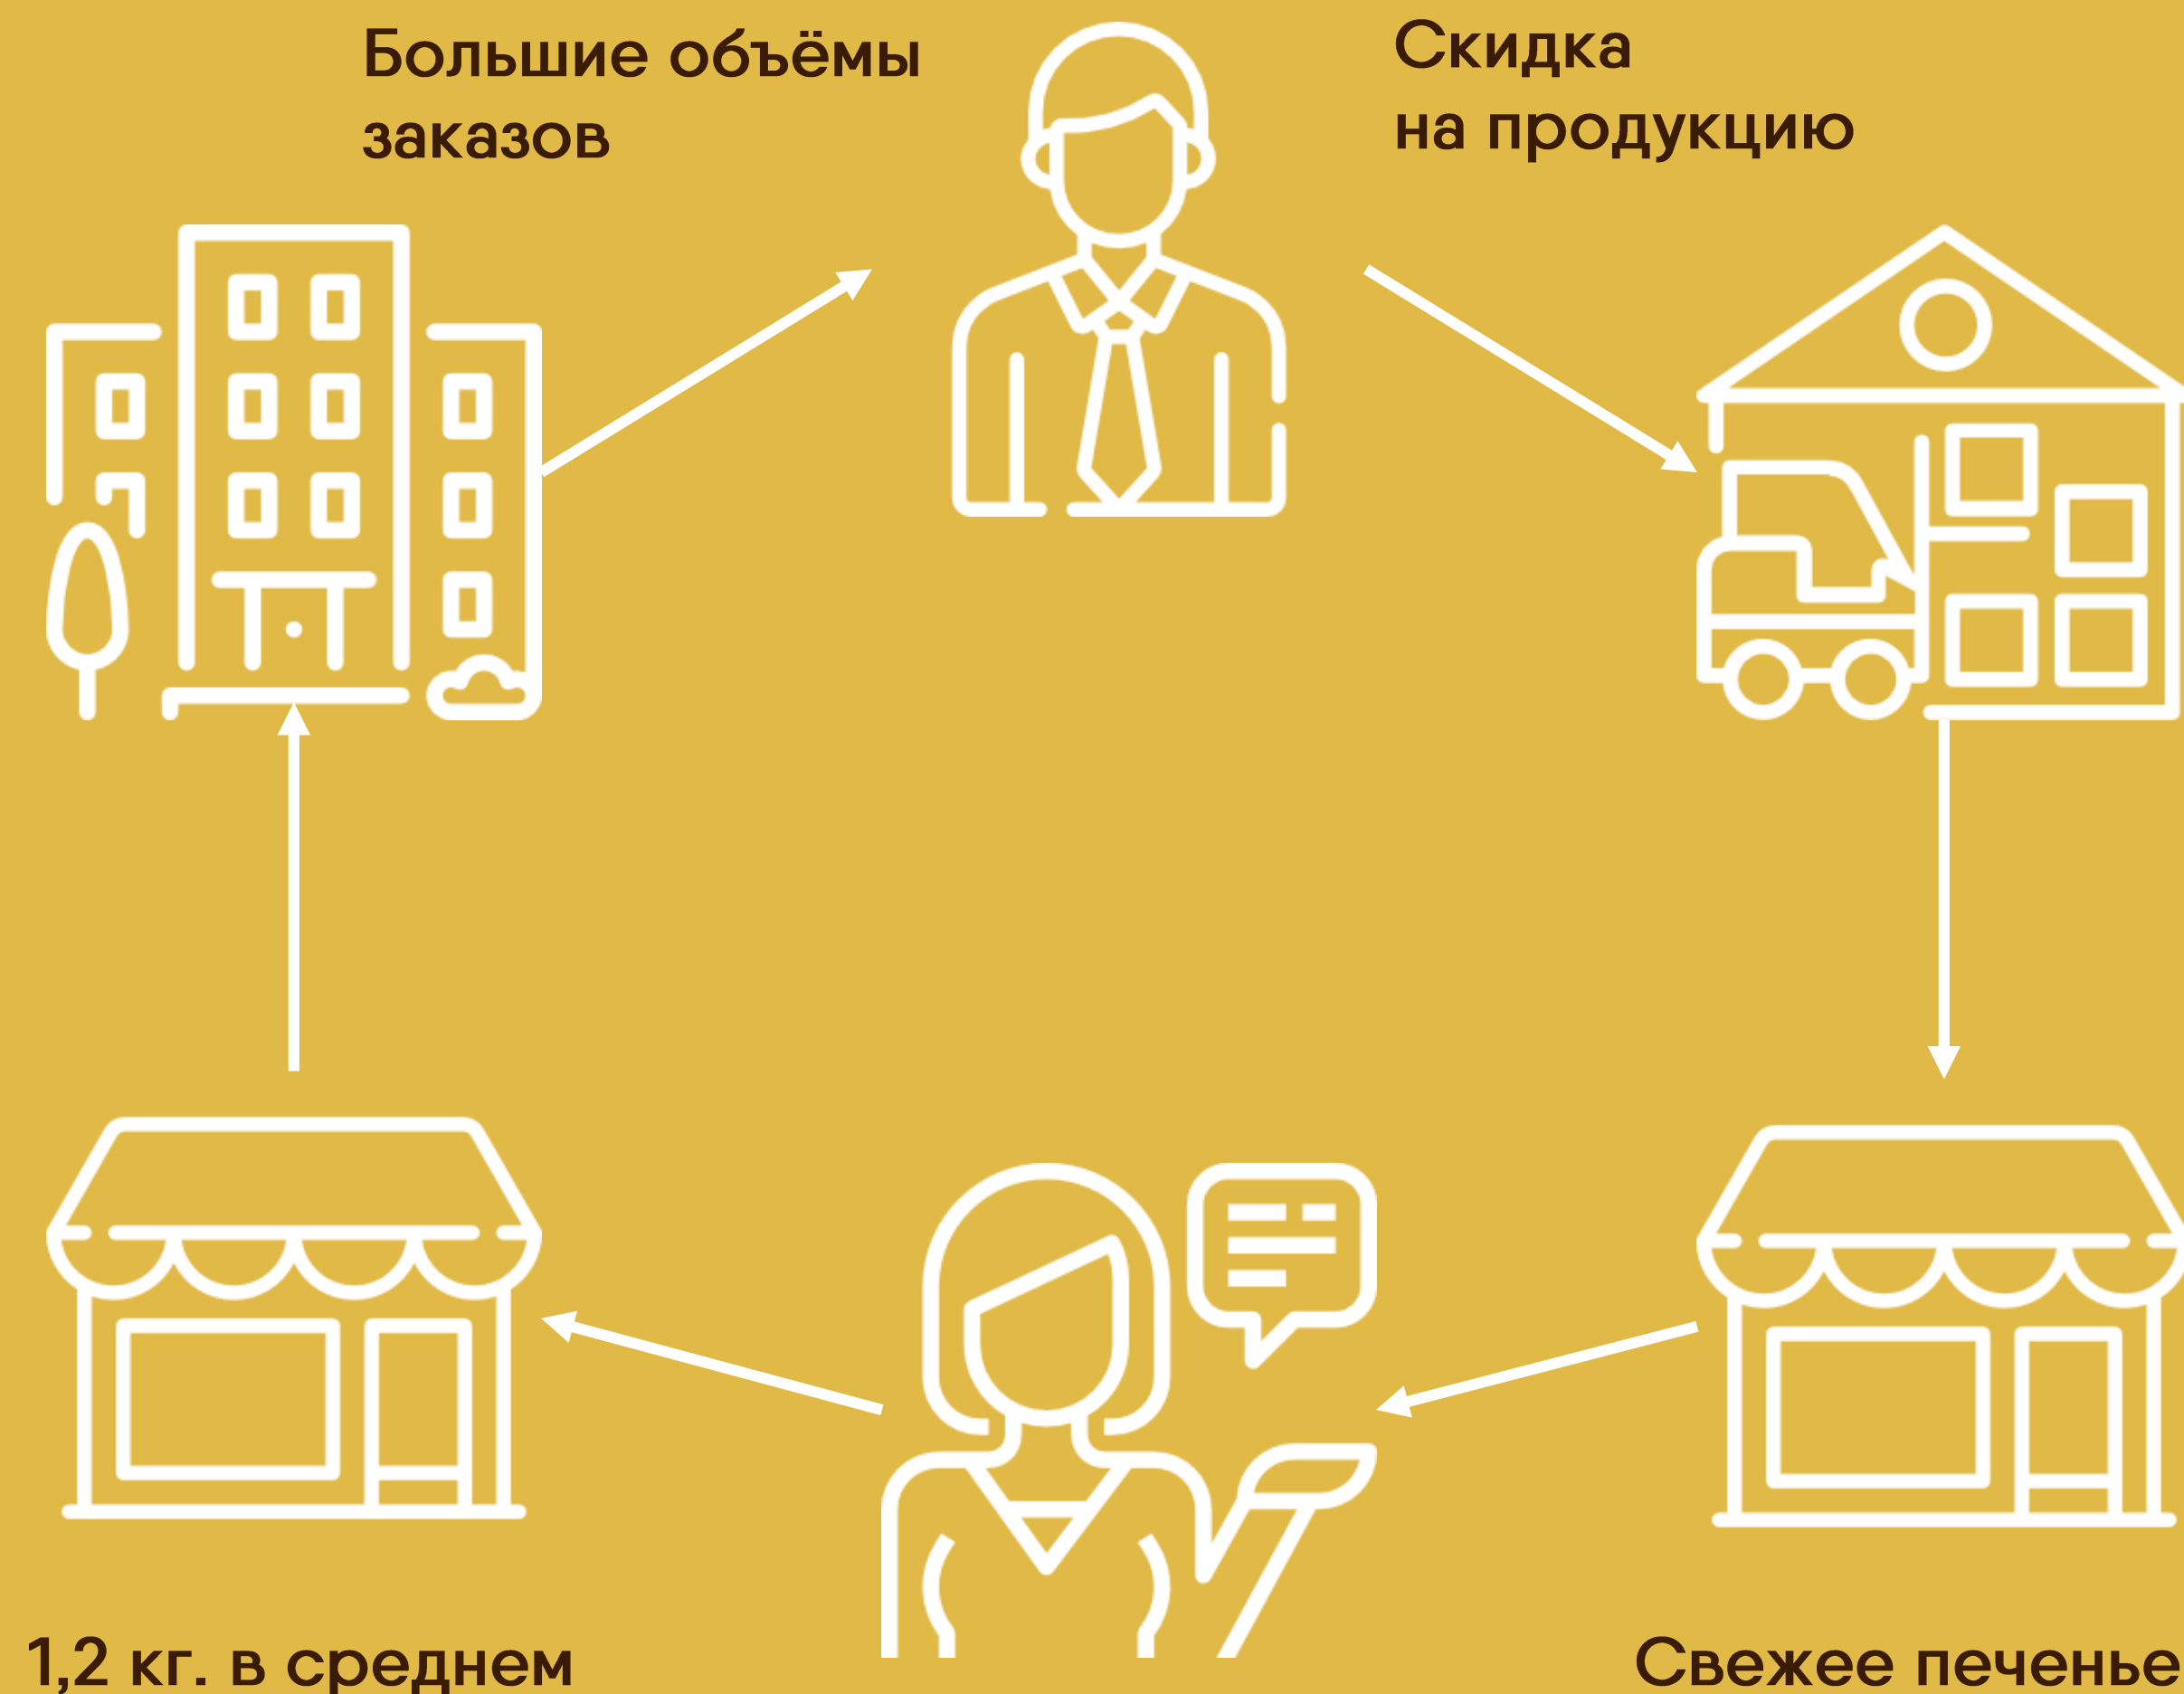 Большие объёмы
заказов
Скидка
на продукцию
1,2 кг. в среднем
Свежее печенье